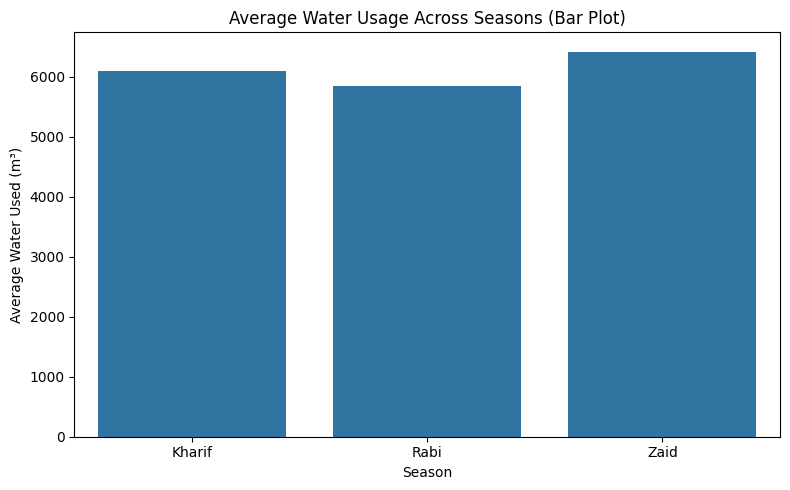 Average Water Usage Across Seasons (Bar Plot)
Average Water Used (m³)
6000
5000
4000
3000
2000
1000
0
Kharif
Rabi
Zaid
Season